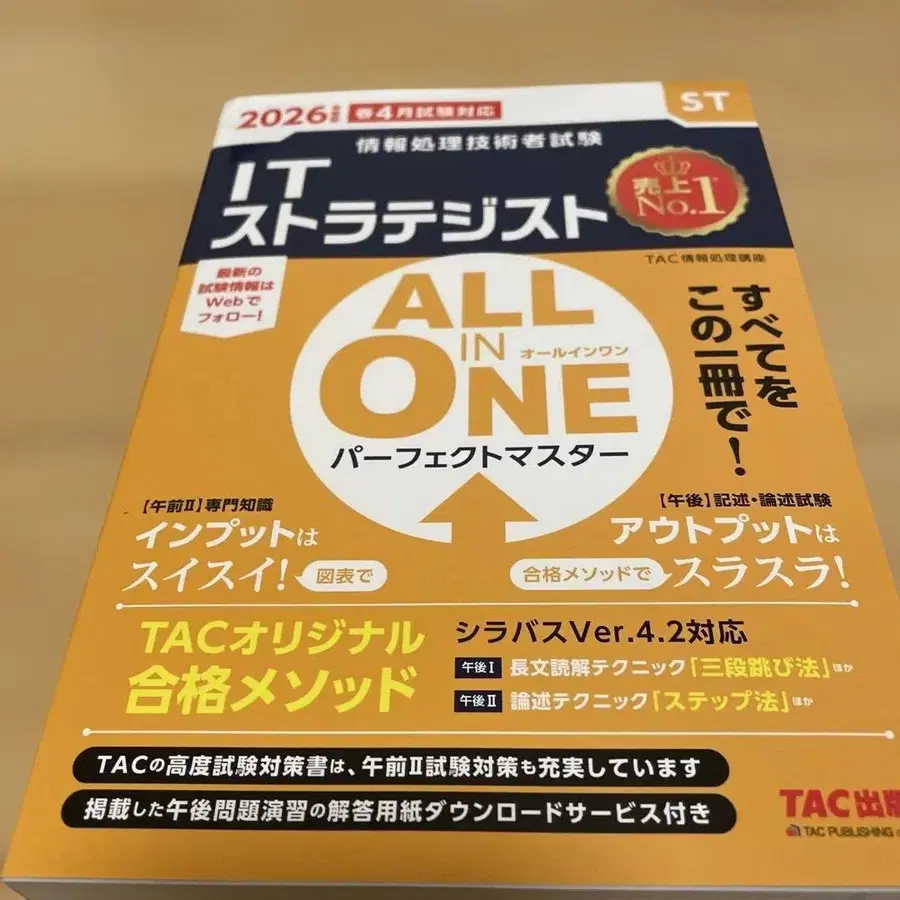 2026年度版 春4月試験対応
ST
情報処理技術者試験
IT
ストラテジスト
売上
No.1
TAC情報処理講座
最新の
試験情報は
Webで
フォロー!
ALL
IN
オールインワン
ONE
パーフェクトマスター
すべてを
この一冊で!
【午前Ⅱ】専門知識
インプットは
スイスイ! 図表で
【午後】記述・論述試験
アウトプットは
合格メソッドで スラスラ!
TACオリジナル
合格メソッド
シラバスVer.4.2対応
午後Ⅰ 長文読解テクニック「三段跳び法」ほか
午後Ⅱ 論述テクニック「ステップ法」ほか
TACの高度試験対策書は、午前Ⅱ試験対策も充実しています
掲載した午後問題演習の解答用紙ダウンロードサービス付き
TAC出版
TAC PUBLISHING